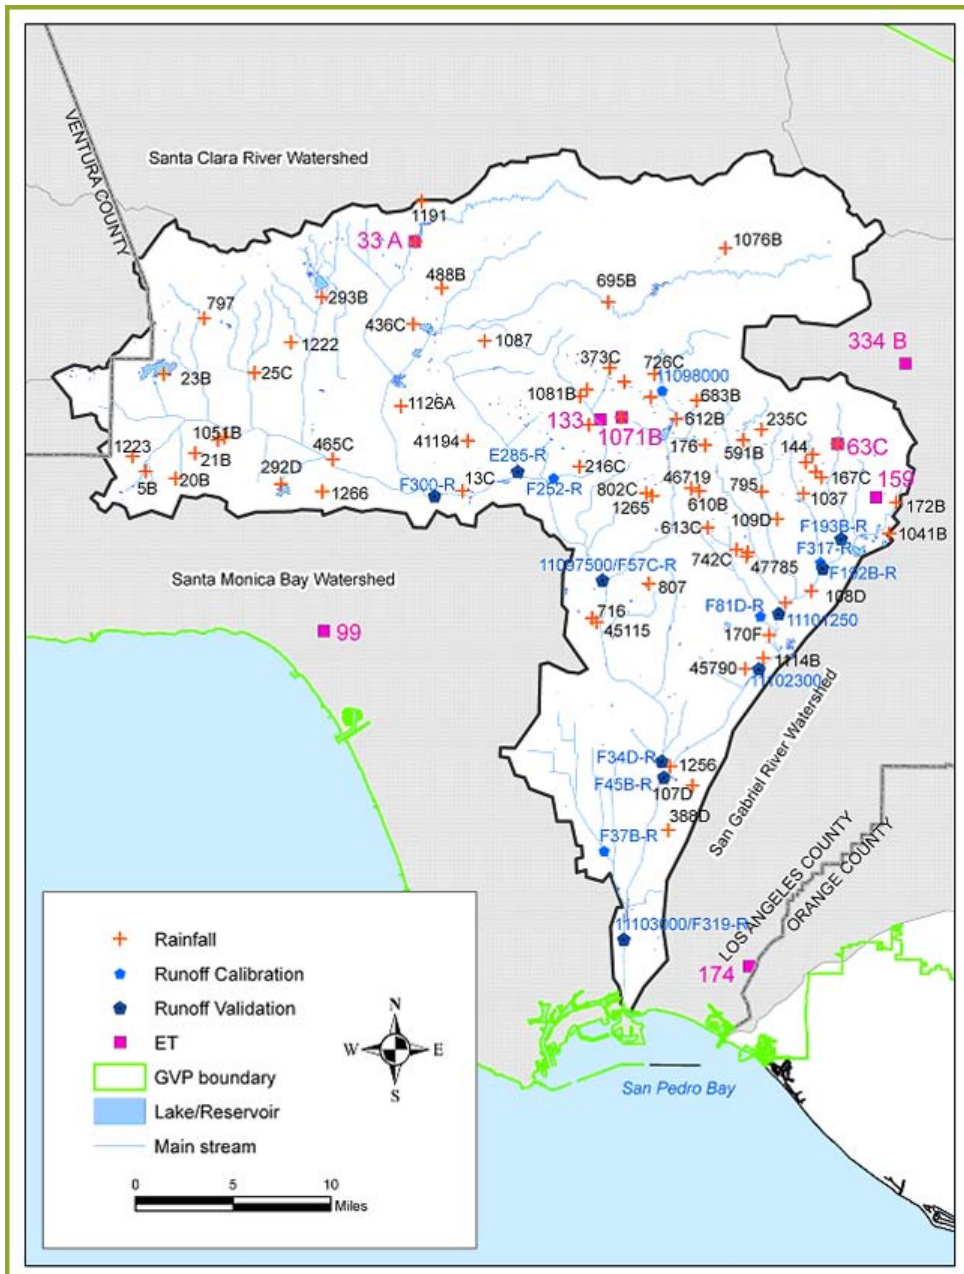 VENTURA COUNTY
Santa Clara River Watershed
1191
33 A
1076B
488B
695B
293B
797
436C
1222
1087
334 B
373C
726C
23B
25C
11098000
1081B
683B
1126A
612B
235C
133
1071B
1051B
41194
176
591B
144
63C
1223
465C
E285-R
21B
216C
46719
795
167C
159
5B
20B
292D
1266
F300-R
13C
F252-R
802C
1265
610B
1037
172B
613C
109D
F193B-R
1041B
742C
47785
F317-R
11097500/F57C-R
F192B-R
Santa Monica Bay Watershed
807
108D
99
716
F81D-R
11101250
45115
170F
45790
1114B
11102300
San Gabriel River Watershed
F34D-R
1256
F45B-R
107D
388D
F37B-R
LOS ANGELES COUNTY
ORANGE COUNTY
11103000/F319-R
174
Rainfall
Runoff Calibration
Runoff Validation
ET
GVP boundary
Lake/Reservoir
Main stream
0 5 10
Miles
N
W E
S
San Pedro Bay